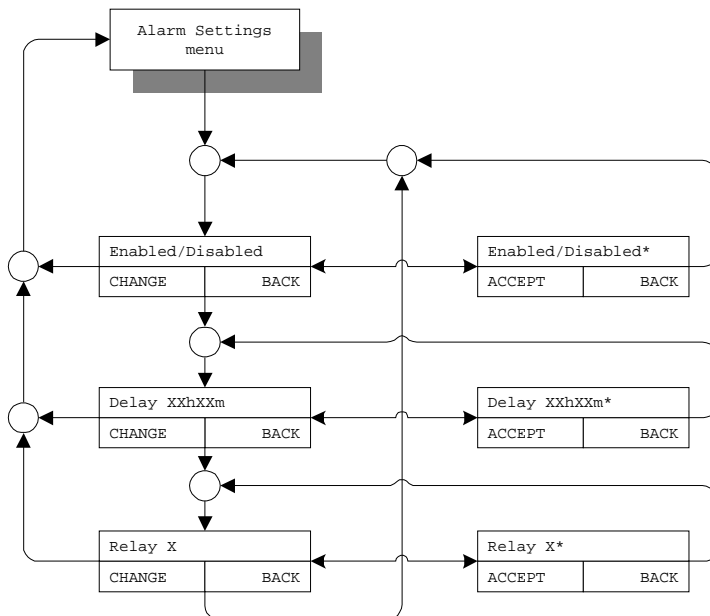 Alarm Settings
menu
Enabled/Disabled
CHANGE BACK
Enabled/Disabled*
ACCEPT BACK
Delay XXhXXm
CHANGE BACK
Delay XXhXXm*
ACCEPT BACK
Relay X
CHANGE BACK
Relay X*
ACCEPT BACK